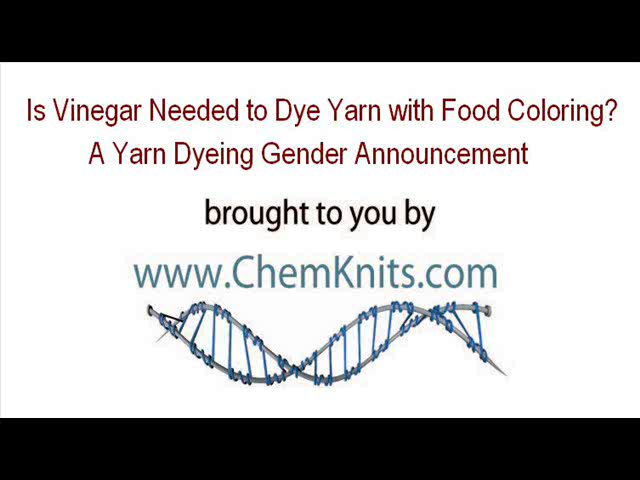 Is Vinegar Needed to Dye Yarn with Food Coloring?
A Yarn Dyeing Gender Announcement
brought to you by
www.ChemKnits.com